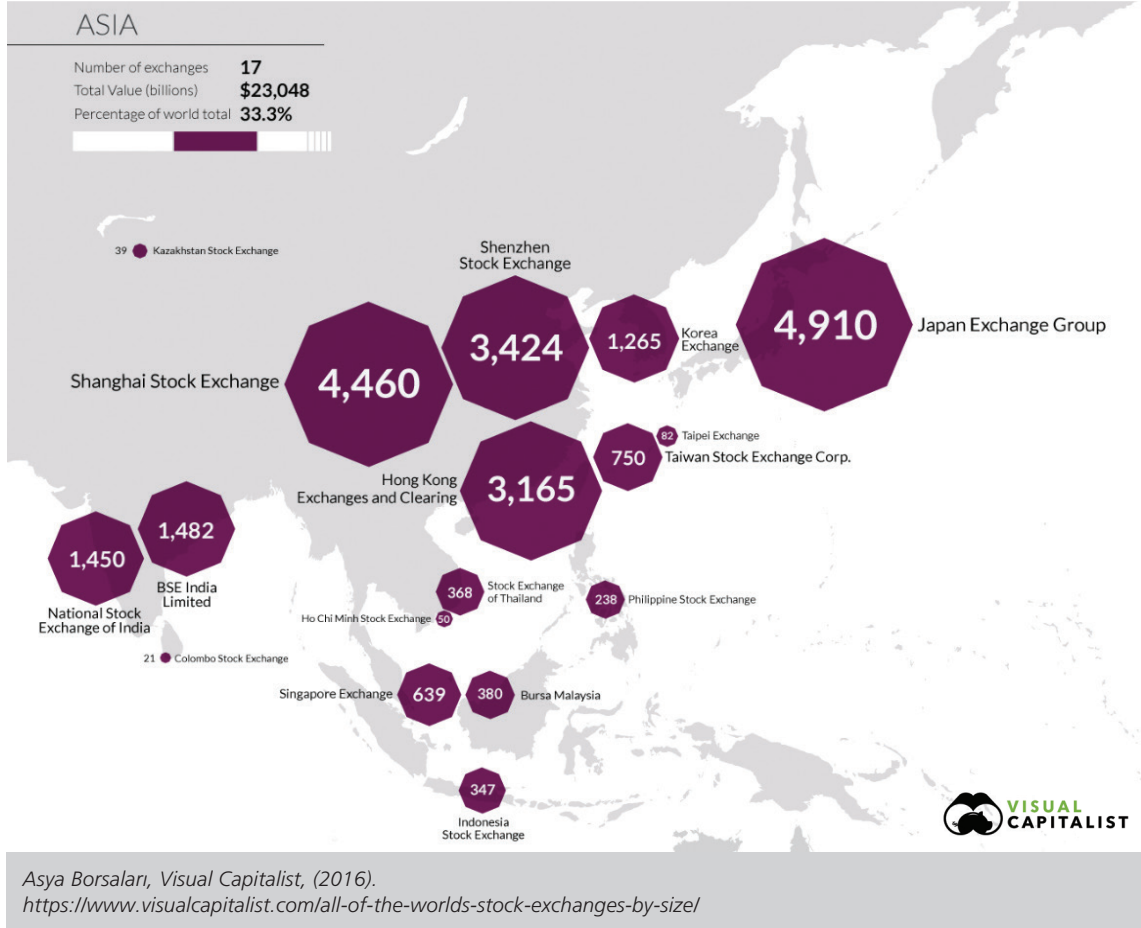 ASIA
Number of exchanges 17
Total Value (billions) $23,048
Percentage of world total 33.3%
39 Kazakhstan Stock Exchange
Shenzhen
Stock Exchange
3,424
1,265
Korea
Exchange
4,910
Japan Exchange Group
Shanghai Stock Exchange
4,460
82 Taipei Exchange
750
Taiwan Stock Exchange Corp.
Hong Kong
Exchanges and Clearing
3,165
1,482
BSE India
Limited
1,450
National Stock
Exchange of India
368
Stock Exchange
of Thailand
238 Philippine Stock Exchange
Ho Chi Minh Stock Exchange 50
21 Colombo Stock Exchange
Singapore Exchange 639
380 Bursa Malaysia
347
Indonesia
Stock Exchange
VISUAL
CAPITALIST
Asya Borsaları, Visual Capitalist, (2016).
https://www.visualcapitalist.com/all-of-the-worlds-stock-exchanges-by-size/